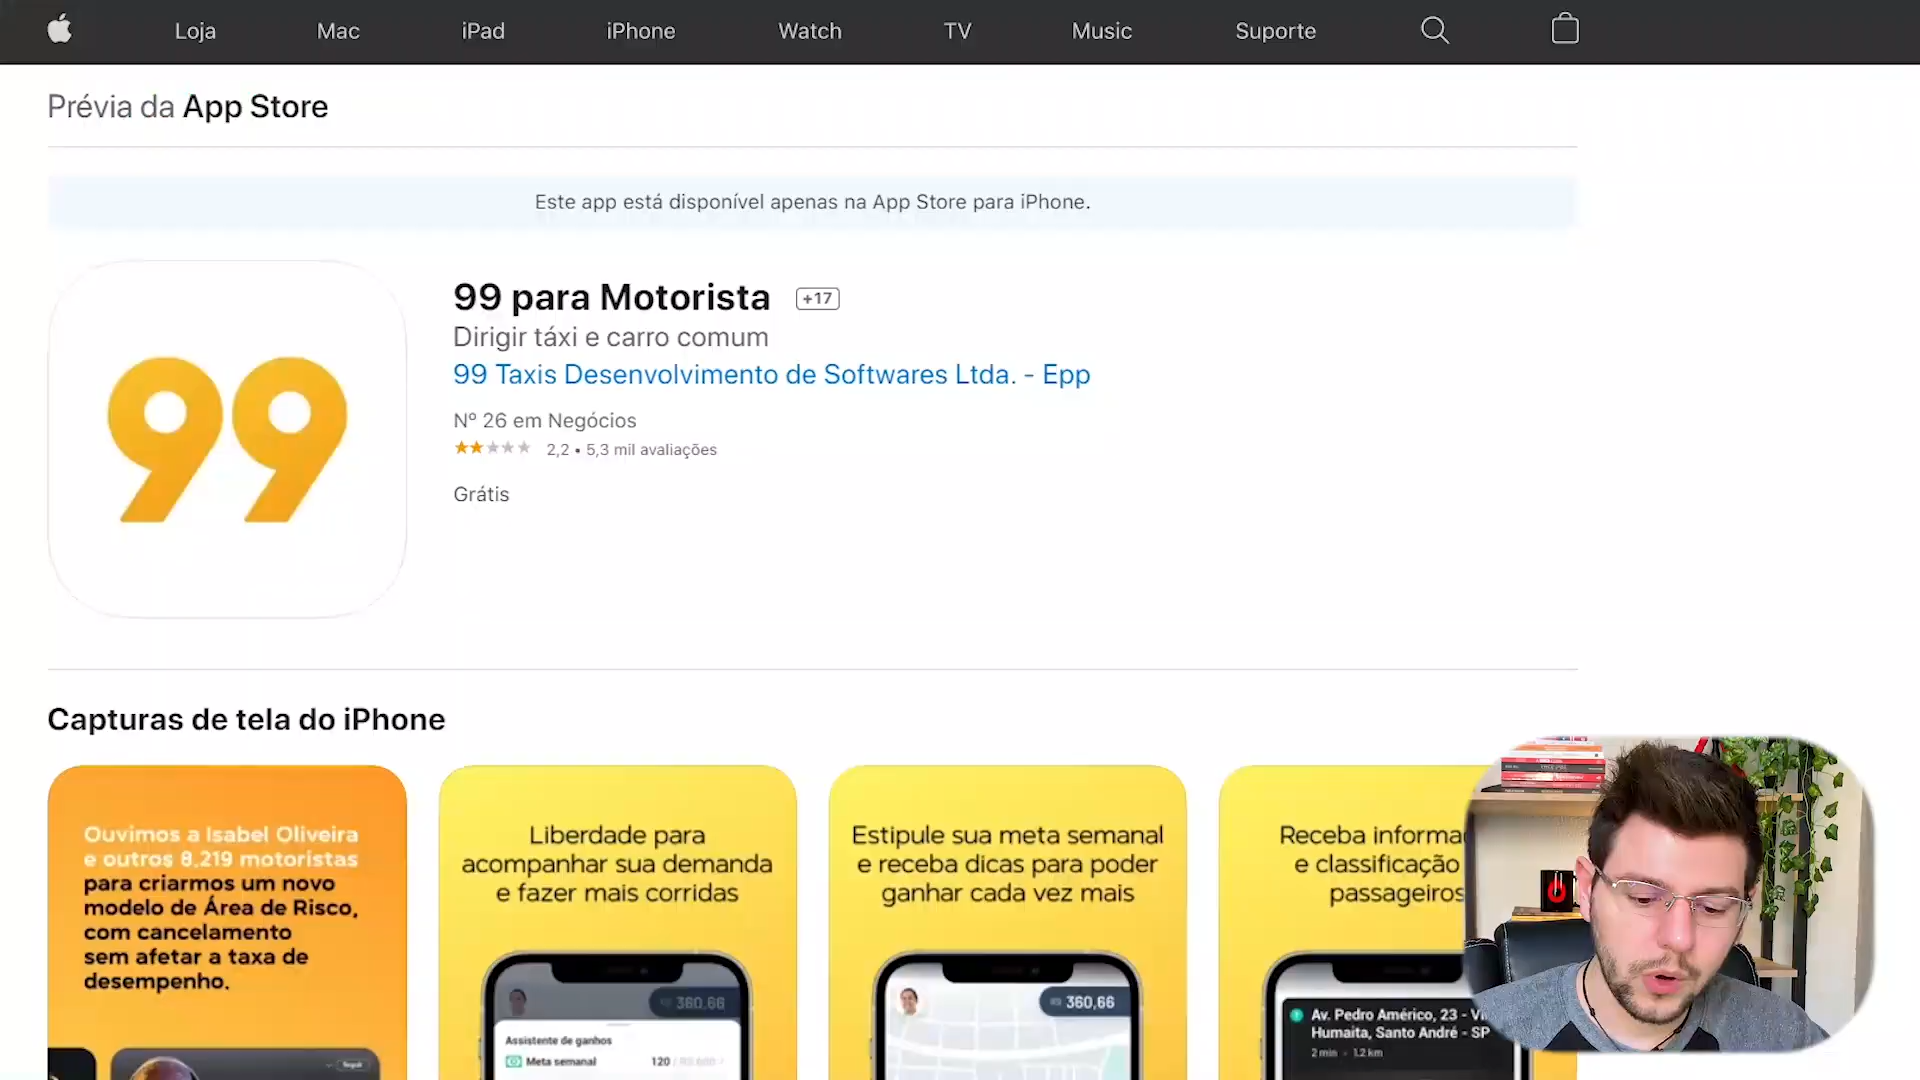 Loja
Mac
iPad
iPhone
Watch
TV
Music
Suporte
Prévia da App Store
Este app está disponível apenas na App Store para iPhone.
99
99 para Motorista +17
Dirigir táxi e carro comum
99 Taxis Desenvolvimento de Softwares Ltda. - Epp
Nº 26 em Negócios
2,2 • 5,3 mil avaliações
Grátis
Capturas de tela do iPhone
Ouvimos a Isabel Oliveira
e outros 8,219 motoristas
para criarmos um novo
modelo de Área de Risco,
com cancelamento
sem afetar a taxa de
desempenho.
Liberdade para
acompanhar sua demanda
e fazer mais corridas
360,66
Assistente de ganhos
Meta semanal
120
Estipule sua meta semanal
e receba dicas para poder
ganhar cada vez mais
360,66
Receba informa
e classificação
passageiros
Av. Pedro Américo, 23 - Vi
Humaita, Santo André - SP
2 min - 1.2 km